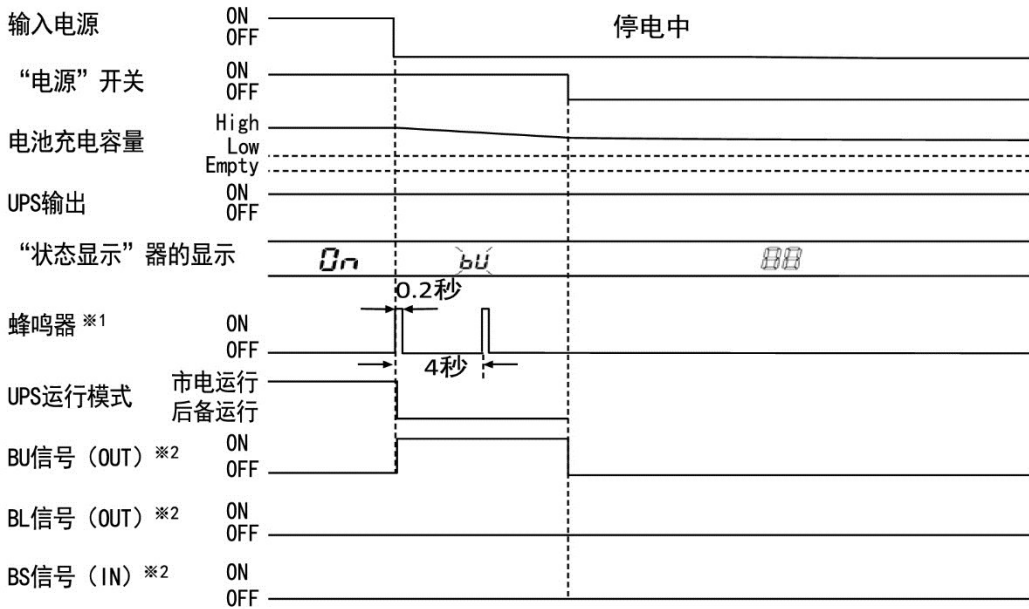 输入电源 ON
OFF 停电中
“电源”开关 ON
OFF
电池充电容量 High
Low
Empty
UPS输出 ON
OFF
“状态显示”器的显示 On bU 88
0.2秒
蜂鸣器 ※1 ON
OFF
4秒
UPS运行模式 市电运行
后备运行
BU信号（OUT）※2 ON
OFF
BL信号（OUT）※2 ON
OFF
BS信号（IN）※2 ON
OFF